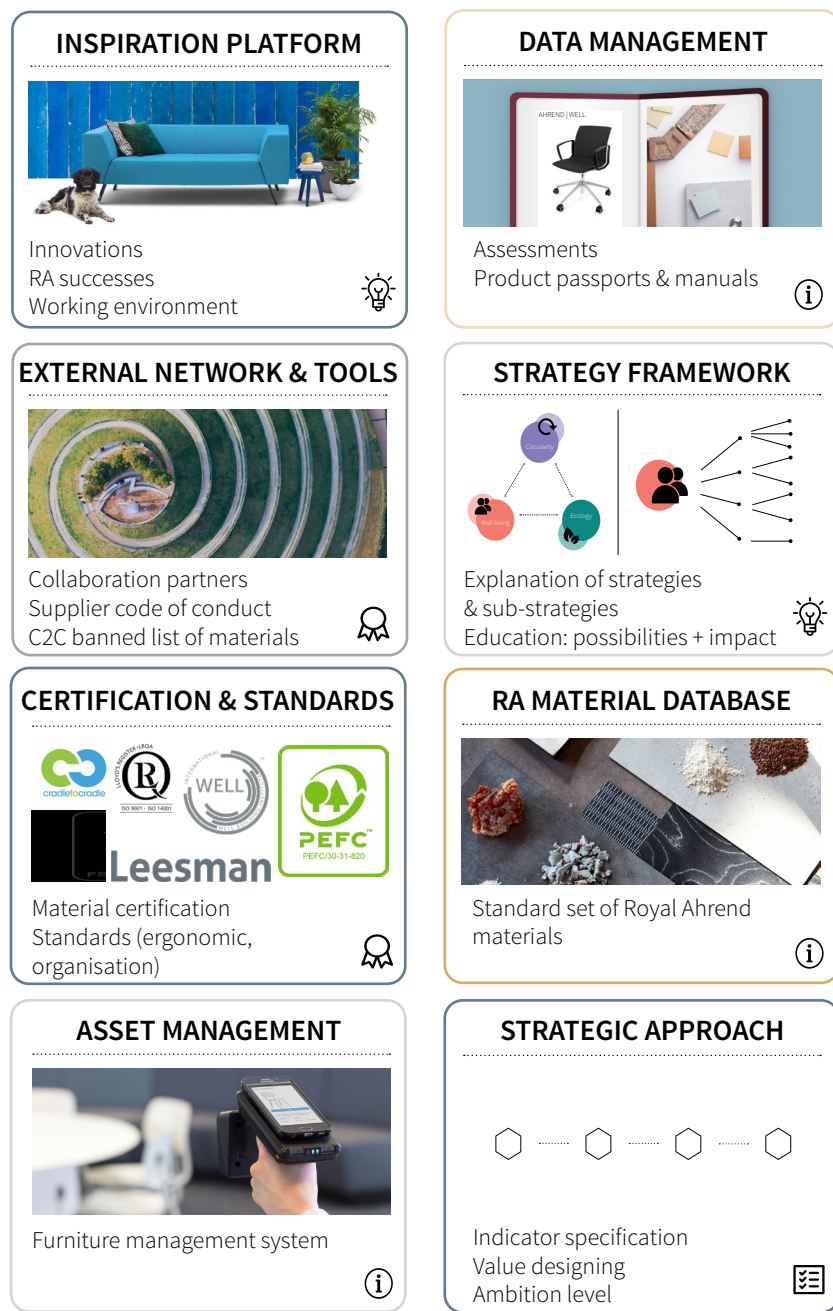 INSPIRATION PLATFORM
Innovations
RA successes
Working environment
DATA MANAGEMENT
AHREND | WELL
Assessments
Product passports & manuals
EXTERNAL NETWORK & TOOLS
Collaboration partners
Supplier code of conduct
C2C banned list of materials
STRATEGY FRAMEWORK
Circularity
Well being
Ecology
Explanation of strategies
& sub-strategies
Education: possibilities + impact
CERTIFICATION & STANDARDS
cradletocradle
LLOYD'S REGISTER • LRQA
ISO 9001 · ISO 14001
INTERNATIONAL
WELL
PEFC™
PEFC/30-31-820
Leesman
Material certification
Standards (ergonomic,
organisation)
RA MATERIAL DATABASE
Standard set of Royal Ahrend
materials
ASSET MANAGEMENT
Furniture management system
STRATEGIC APPROACH
Indicator specification
Value designing
Ambition level